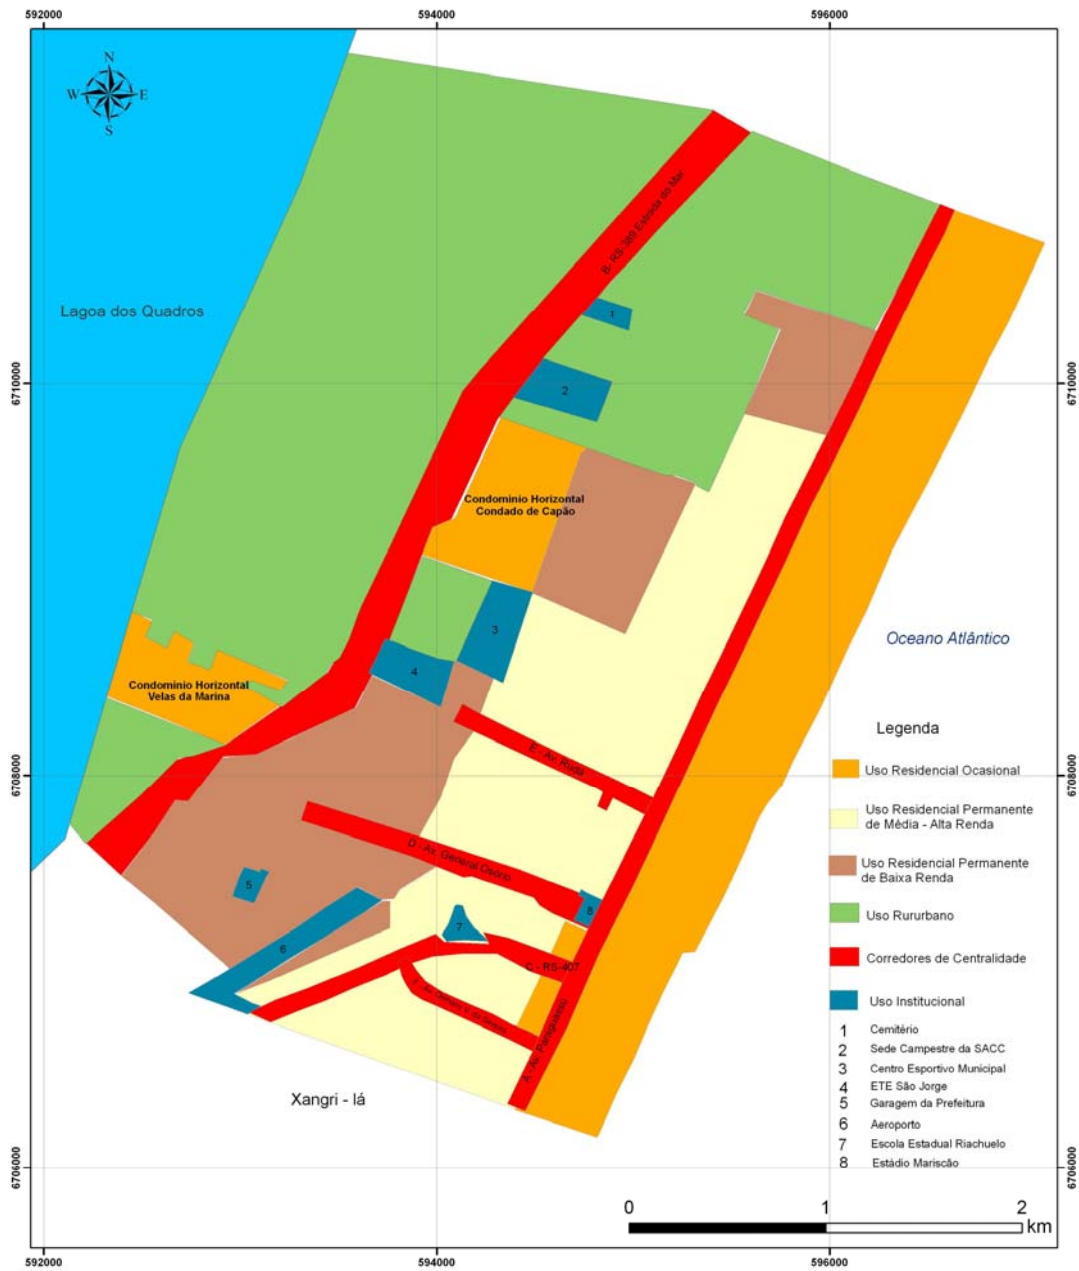 592000
594000
596000
N
W
E
S
B- RS-389 Estrada do Mar
Lagoa dos Quadros
1
6710000
6710000
2
Condominio Horizontal
Condado de Capão
3
Oceano Atlântico
4
Condominio Horizontal
Velas da Marina
Legenda
E - Av. Rudá
Uso Residencial Ocasional
6708000
6708000
Uso Residencial Permanente
de Média - Alta Renda
D - Av. General Osório
Uso Residencial Permanente
de Baixa Renda
5
8
Uso Rururbano
7
6
Corredores de Centralidade
C - RS-407
Uso Institucional
A - Av. Paraguassú
1 Cemitério
2 Sede Campestre da SACC
3 Centro Esportivo Municipal
4 ETE São Jorge
Xangri - lá
5 Garagem da Prefeitura
6 Aeroporto
7 Escola Estadual Riachuelo
8 Estádio Mariscão
6706000
6706000
0 1 2
km
592000
594000
596000